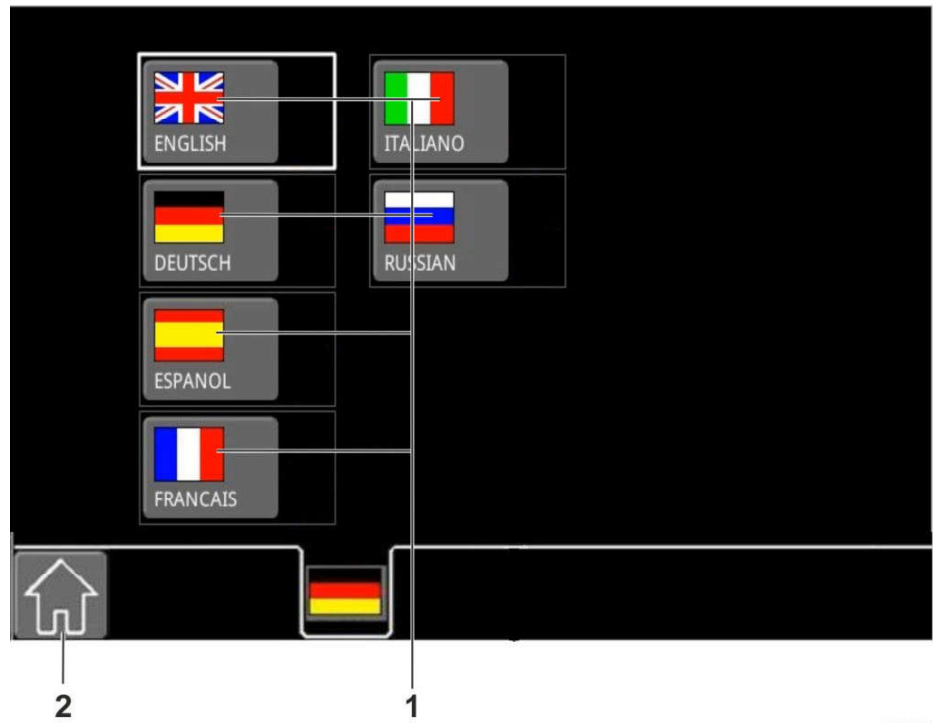 ENGLISH
ITALIANO
DEUTSCH
RUSSIAN
ESPANOL
FRANCAIS
2
1